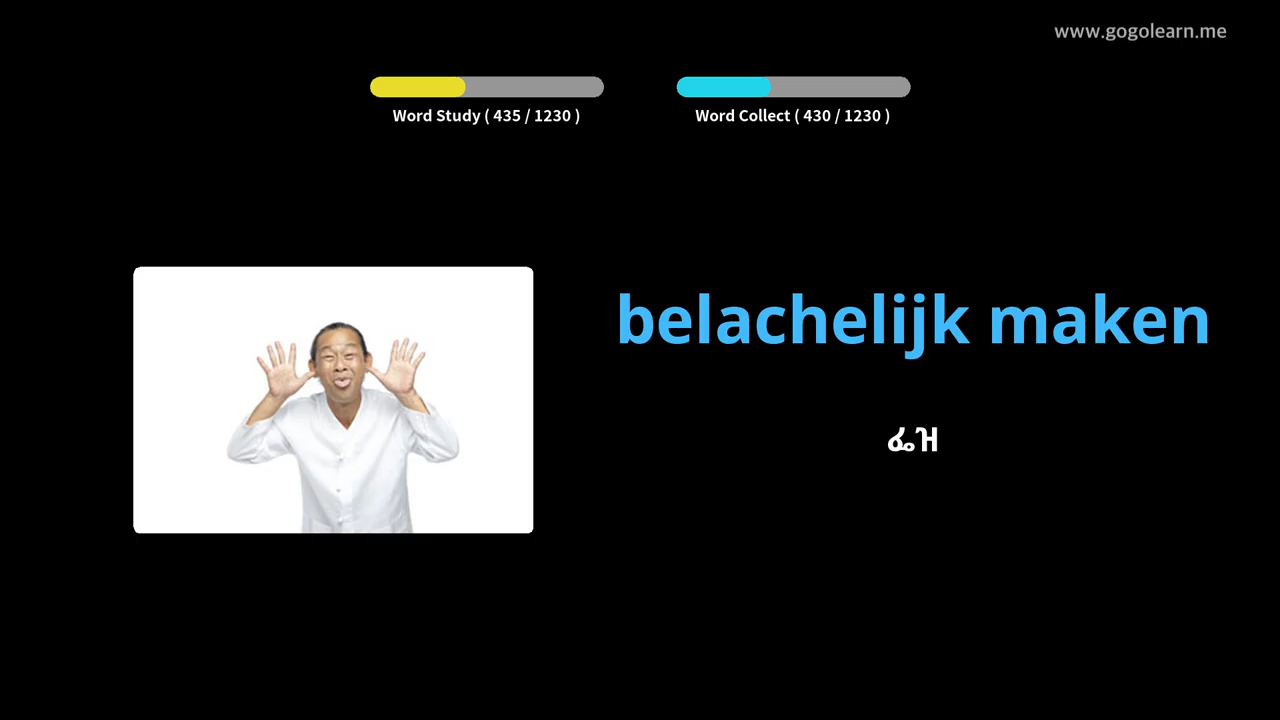 www.gogolearn.me
Word Study ( 435 / 1230 )
Word Collect ( 430 / 1230 )
belachelijk maken
ፌዝ